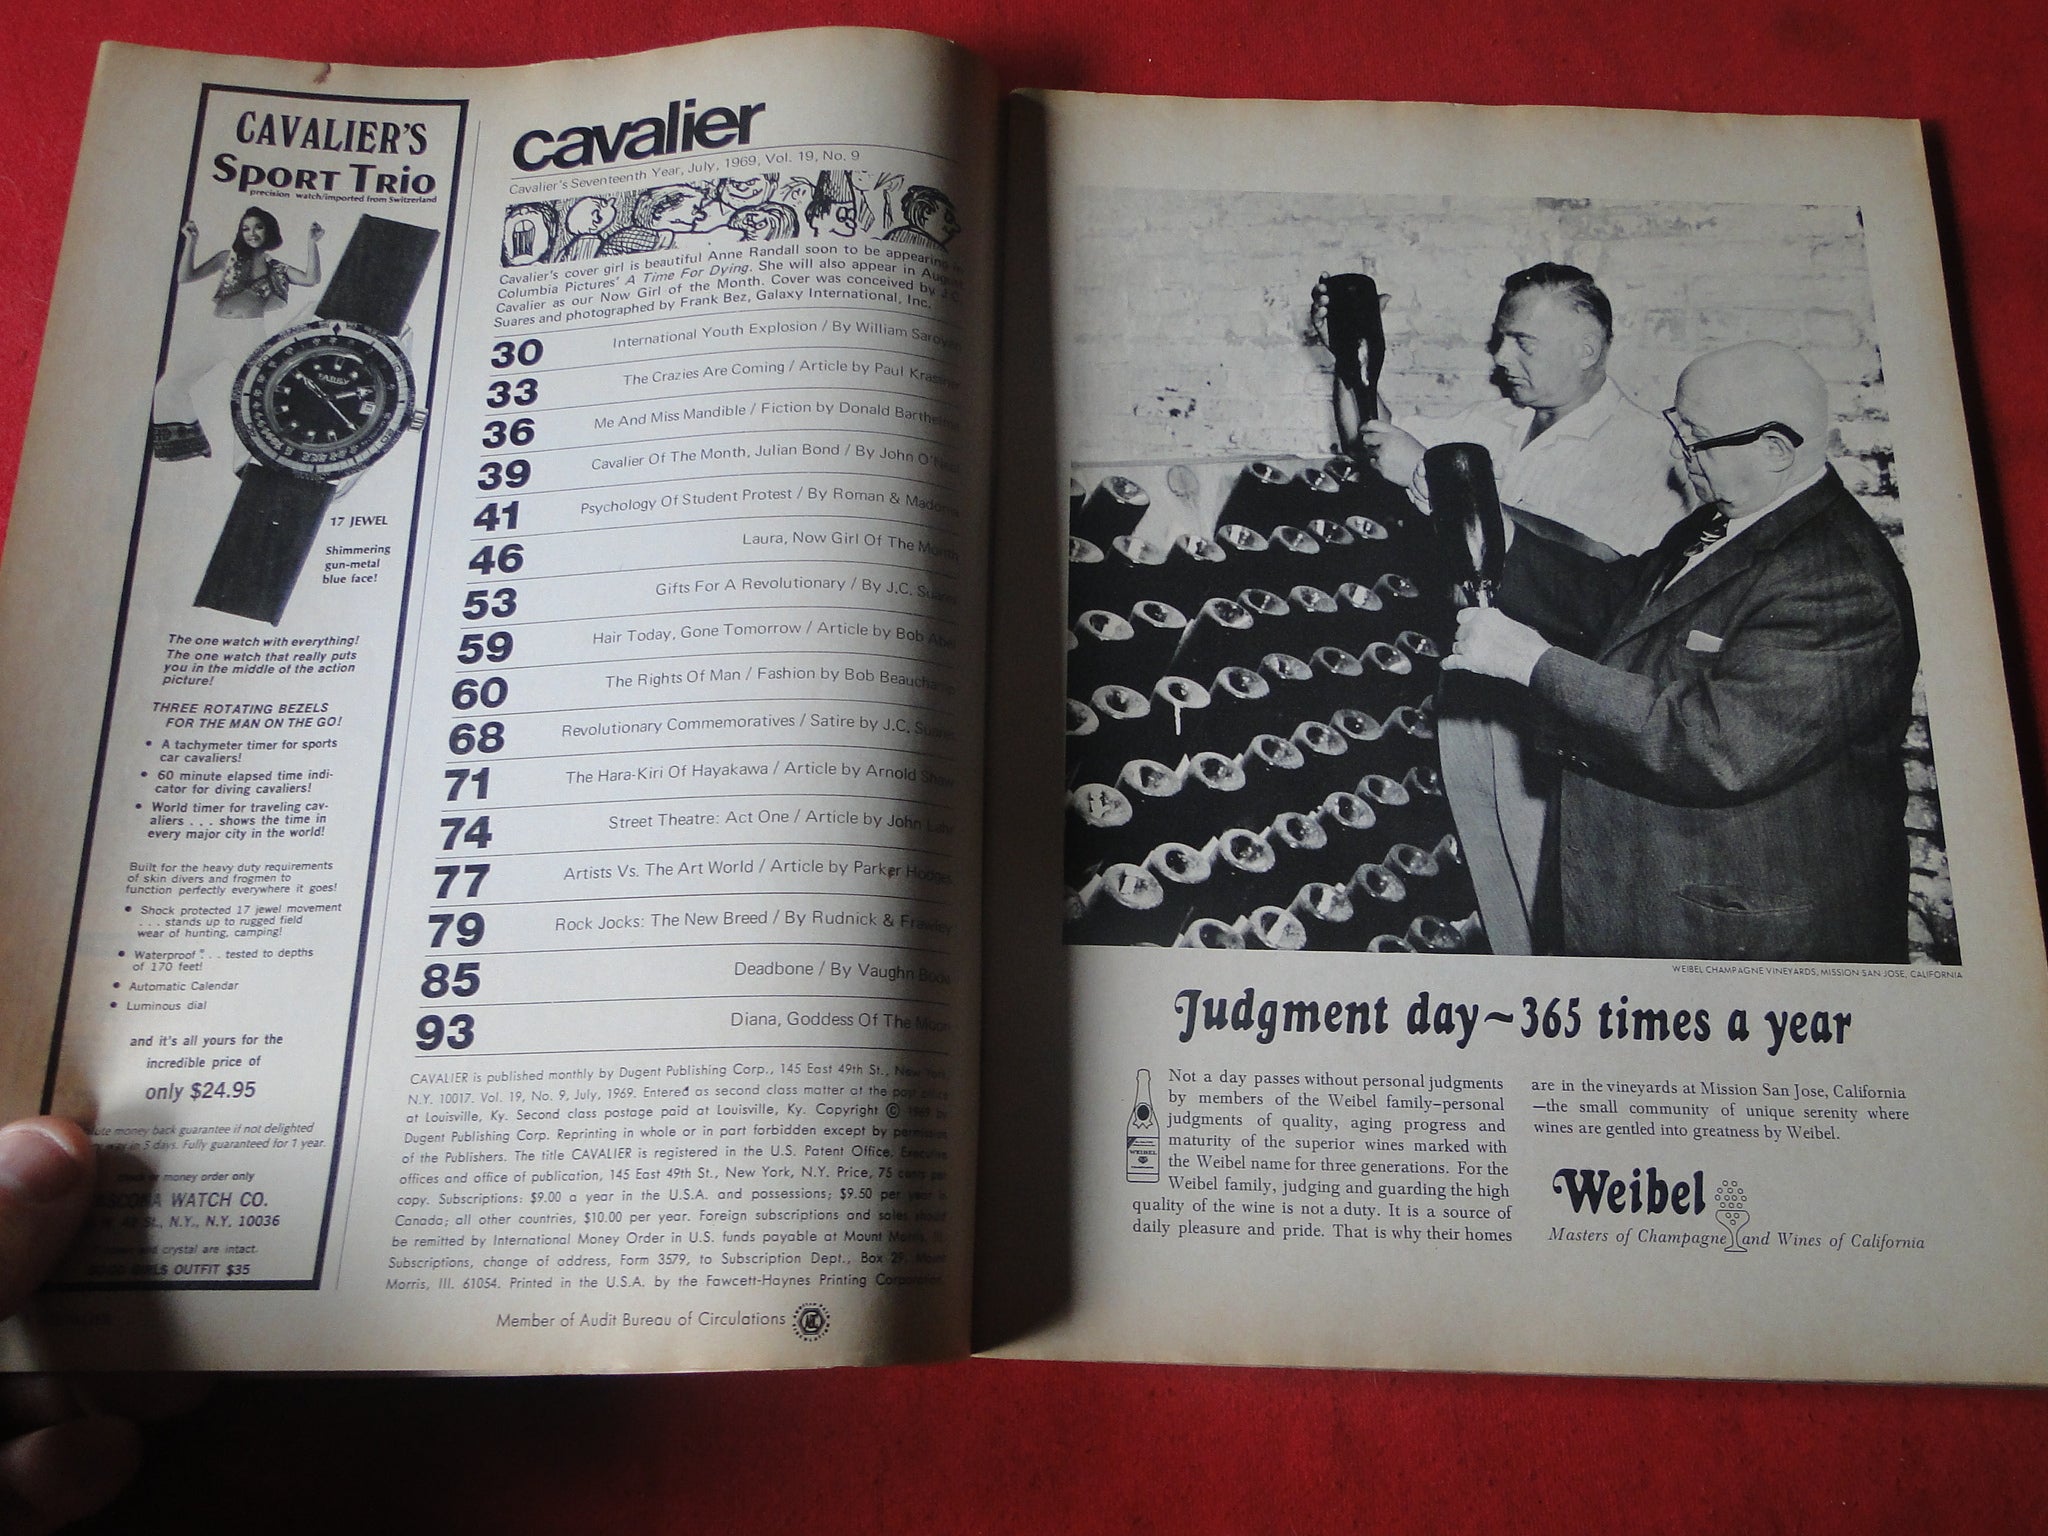 CAVALIER'S
SPORT TRIO
precision watch/imported from Switzerland
17 JEWEL
Shimmering
gun-metal
blue face!
The one watch with everything!
The one watch that really puts
you in the middle of the action
picture!
THREE ROTATING BEZELS
FOR THE MAN ON THE GO!
• A tachymeter timer for sports
car cavaliers!
• 60 minute elapsed time indi-
cator for diving cavaliers!
• World timer for traveling cav-
aliers . . . shows the time in
every major city in the world!
Built for the heavy duty requirements
of skin divers and frogmen to
function perfectly everywhere it goes!
• Shock protected 17 jewel movement
. . . stands up to rugged field
wear of hunting, camping!
• Waterproof* . . tested to depths
of 170 feet!
• Automatic Calendar
• Luminous dial
and it's all yours for the
incredible price of
only $24.95
money back guarantee if not delighted
in 5 days. Fully guaranteed for 1 year.
money order only
WATCH CO.
St., N.Y., N.Y. 10036
and crystal are intact.
OUTFIT $35
cavalier
Cavalier's Seventeenth Year, July, 1969, Vol. 19, No. 9
Cavalier's cover girl is beautiful Anne Randall soon to be appearing in
Columbia Pictures' A Time For Dying. She will also appear in August
Cavalier as our Now Girl of the Month. Cover was conceived by J.C.
Suares and photographed by Frank Bez, Galaxy International, Inc.
30 International Youth Explosion / By William Saroyan
33 The Crazies Are Coming / Article by Paul Krassner
36 Me And Miss Mandible / Fiction by Donald Barthelme
39 Cavalier Of The Month, Julian Bond / By John O'Neal
41 Psychology Of Student Protest / By Roman &
46 Laura, Now Girl Of The Month
53 Gifts For A Revolutionary / By J.C. Suares
59 Hair Today, Gone Tomorrow / Article by Bob Abel
60 The Rights Of Man / Fashion by Bob Beauchamp
68 Revolutionary Commemoratives / Satire by J.C. Suares
71 The Hara-Kiri Of Hayakawa / Article by Arnold Shaw
74 Street Theatre: Act One / Article by John Lahr
77 Artists Vs. The Art World / Article by Parker Hodges
79 Rock Jocks: The New Breed / By Rudnick & Frawley
85 Deadbone / By Vaughn Bode
93 Diana, Goddess Of The Moon
CAVALIER is published monthly by Dugent Publishing Corp., 145 East 49th St., New York,
N.Y. 10017. Vol. 19, No. 9, July, 1969. Entered as second class matter at the post office
at Louisville, Ky. Second class postage paid at Louisville, Ky. Copyright © 1969 by
Dugent Publishing Corp. Reprinting in whole or in part forbidden except by permission
of the Publishers. The title CAVALIER is registered in the U.S. Patent Office. Executive
offices and office of publication, 145 East 49th St., New York, N.Y. Price, 75 cents per
copy. Subscriptions: $9.00 a year in the U.S.A. and possessions; $9.50 per year in
Canada; all other countries, $10.00 per year. Foreign subscriptions and sales should
be remitted by International Money Order in U.S. funds payable at Mount Morris, Ill.
Subscriptions, change of address, Form 3579, to Subscription Dept., Box 29, Mount
Morris, Ill. 61054. Printed in the U.S.A. by the Fawcett-Haynes Printing Corporation.
Member of Audit Bureau of Circulations
WEIBEL CHAMPAGNE VINEYARDS, MISSION SAN JOSE, CALIFORNIA
Judgment day~365 times a year
Not a day passes without personal judgments
by members of the Weibel family–personal
judgments of quality, aging progress and
maturity of the superior wines marked with
the Weibel name for three generations. For the
Weibel family, judging and guarding the high
quality of the wine is not a duty. It is a source of
daily pleasure and pride. That is why their homes
WEIBEL
are in the vineyards at Mission San Jose, California
—the small community of unique serenity where
wines are gentled into greatness by Weibel.
Weibel
Masters of Champagne and Wines of California